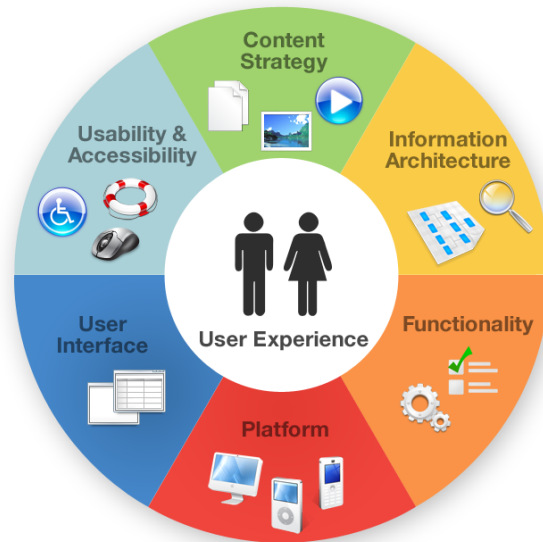 Content
Strategy
Usability &
Accessibility
Information
Architecture
User Experience
User
Interface
Functionality
Platform